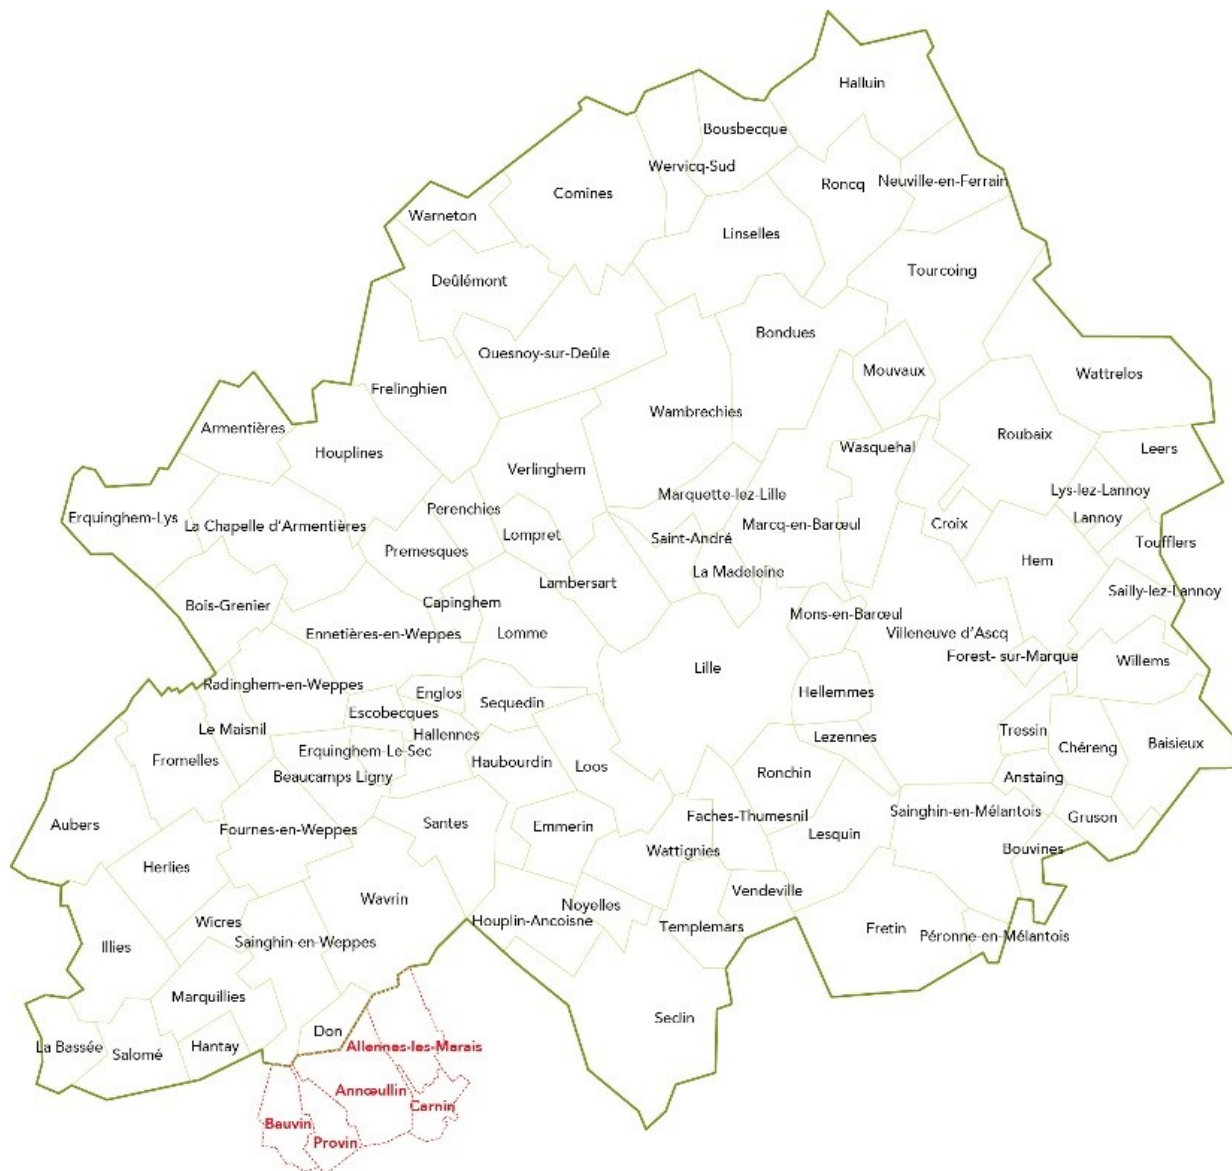 Halluin
Bousbecque
Wervicq-Sud
Roncq
Neuville-en-Ferrain
Comines
Warneton
Linselles
Tourcoing
Deûlémont
Bondues
Quesnoy-sur-Deûle
Mouvaux
Wattrelos
Frelinghien
Wambrechies
Armentières
Roubaix
Houplines
Wasquehal
Leers
Verlinghem
Marquette-lez-Lille
Lys-lez-Lannoy
Perenchies
Erquinghem-Lys
La Chapelle d'Armentières
Lannoy
Croix
Marcq-en-Barœul
Lompret
Saint-André
Toufflers
Premesques
Hem
La Madeleine
Lambersart
Sailly-lez-Lannoy
Capinghem
Bois-Grenier
Mons-en-Barœul
Ennetières-en-Weppes
Lomme
Villeneuve d'Ascq
Forest- sur-Marque
Willems
Lille
Radinghem-en-Weppes
Englos
Hellemmes
Sequedin
Escobecques
Le Maisnil
Hallennes
Tressin
Lezennes
Baisieux
Chéreng
Erquinghem-Le-Sec
Fromelles
Haubourdin
Loos
Ronchin
Beaucamps Ligny
Anstaing
Sainghin-en-Mélantois
Faches-Thumesnil
Gruson
Aubers
Santes
Emmerin
Fournes-en-Weppes
Lesquin
Wattignies
Bouvines
Herlies
Vendeville
Wavrin
Noyelles
Houplin-Ancoisne
Wicres
Templemars
Fretin
Péronne-en-Mélantois
Sainghin-en-Weppes
Illies
Marquillies
Seclin
Don
La Bassée
Salomé
Hantay
Allennes-les-Marais
Annœullin
Carnin
Bauvin
Provin